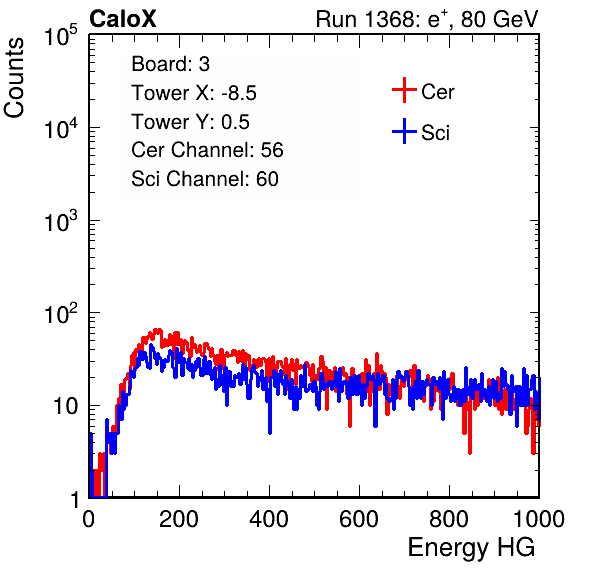 CaloX Run 1368: e⁺, 80 GeV
Counts
10⁵
10⁴
10³
10²
10
1
Board: 3
Tower X: -8.5
Tower Y: 0.5
Cer Channel: 56
Sci Channel: 60
Cer
Sci
0 200 400 600 800 1000
Energy HG